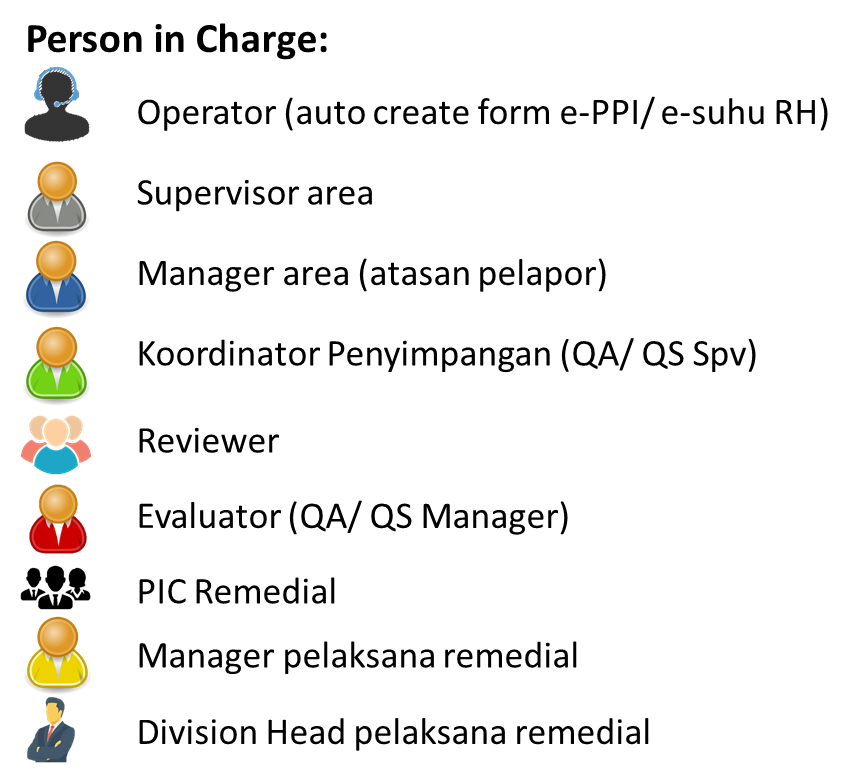 Person in Charge:
Operator (auto create form e-PPI/ e-suhu RH)
Supervisor area
Manager area (atasan pelapor)
Koordinator Penyimpangan (QA/ QS Spv)
Reviewer
Evaluator (QA/ QS Manager)
PIC Remedial
Manager pelaksana remedial
Division Head pelaksana remedial